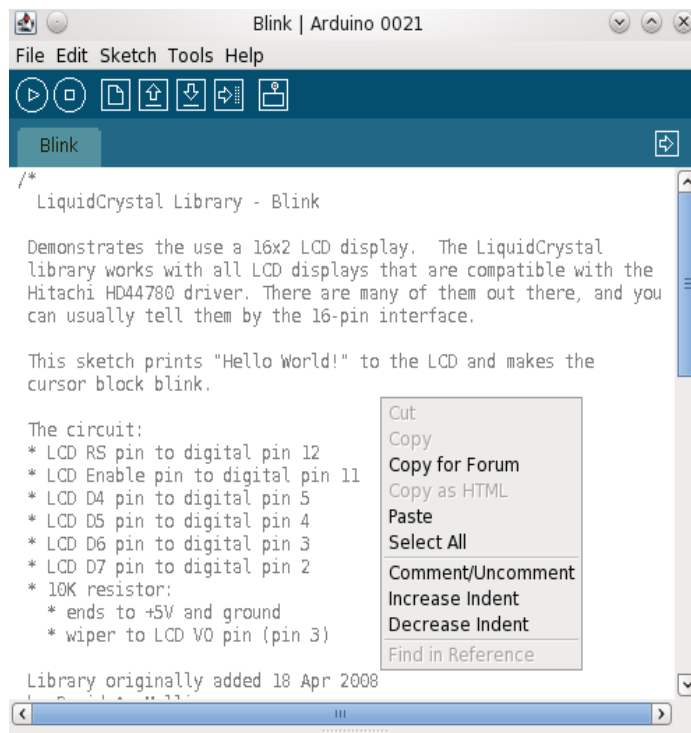 Blink | Arduino 0021
File Edit Sketch Tools Help
Blink
/*
LiquidCrystal Library - Blink
Demonstrates the use a 16x2 LCD display.  The LiquidCrystal
library works with all LCD displays that are compatible with the
Hitachi HD44780 driver. There are many of them out there, and you
can usually tell them by the 16-pin interface.
This sketch prints "Hello World!" to the LCD and makes the
cursor block blink.
The circuit:
* LCD RS pin to digital pin 12
* LCD Enable pin to digital pin 11
* LCD D4 pin to digital pin 5
* LCD D5 pin to digital pin 4
* LCD D6 pin to digital pin 3
* LCD D7 pin to digital pin 2
* 10K resistor:
* ends to +5V and ground
* wiper to LCD VO pin (pin 3)
Library originally added 18 Apr 2008
Cut
Copy
Copy for Forum
Copy as HTML
Paste
Select All
Comment/Uncomment
Increase Indent
Decrease Indent
Find in Reference